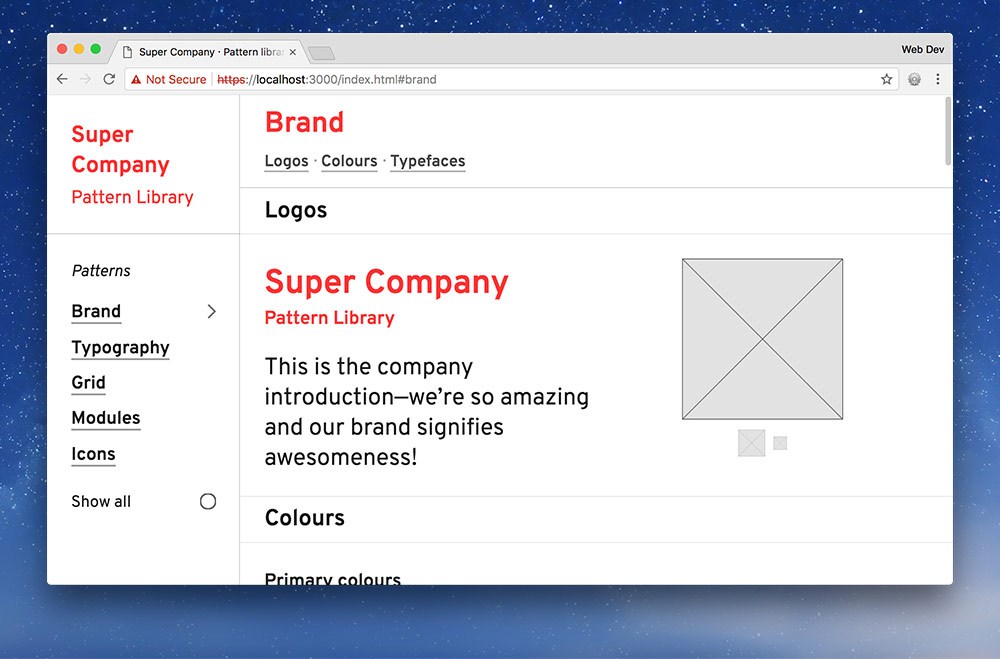 Super Company · Pattern librar
Web Dev
Not Secure
https://localhost:3000/index.html#brand
Super
Company
Pattern Library
Patterns
Brand
Typography
Grid
Modules
Icons
Show all
Brand
Logos · Colours · Typefaces
Logos
Super Company
Pattern Library
This is the company
introduction—we’re so amazing
and our brand signifies
awesomeness!
Colours
Primary colours